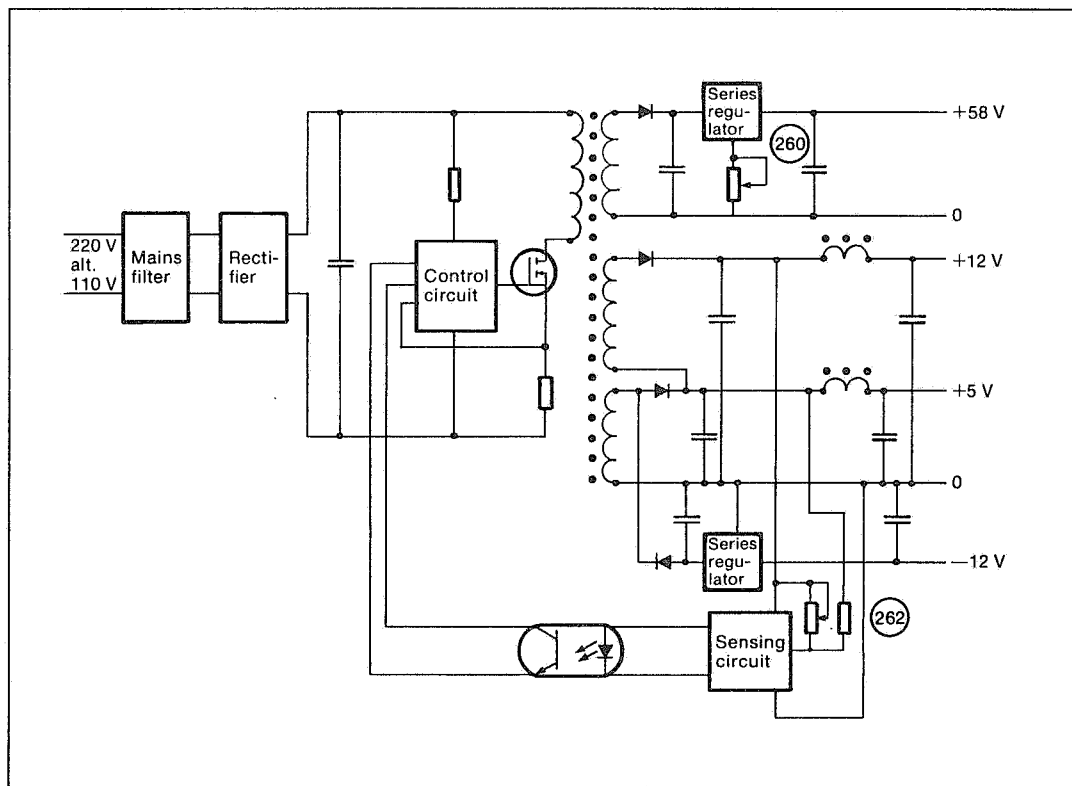 Series
regu-
lator
+58 V
260
0
220 V
alt.
110 V
Mains
filter
Recti-
fier
Control
circuit
+12 V
+5 V
0
Series
regu-
lator
—12 V
262
Sensing
circuit